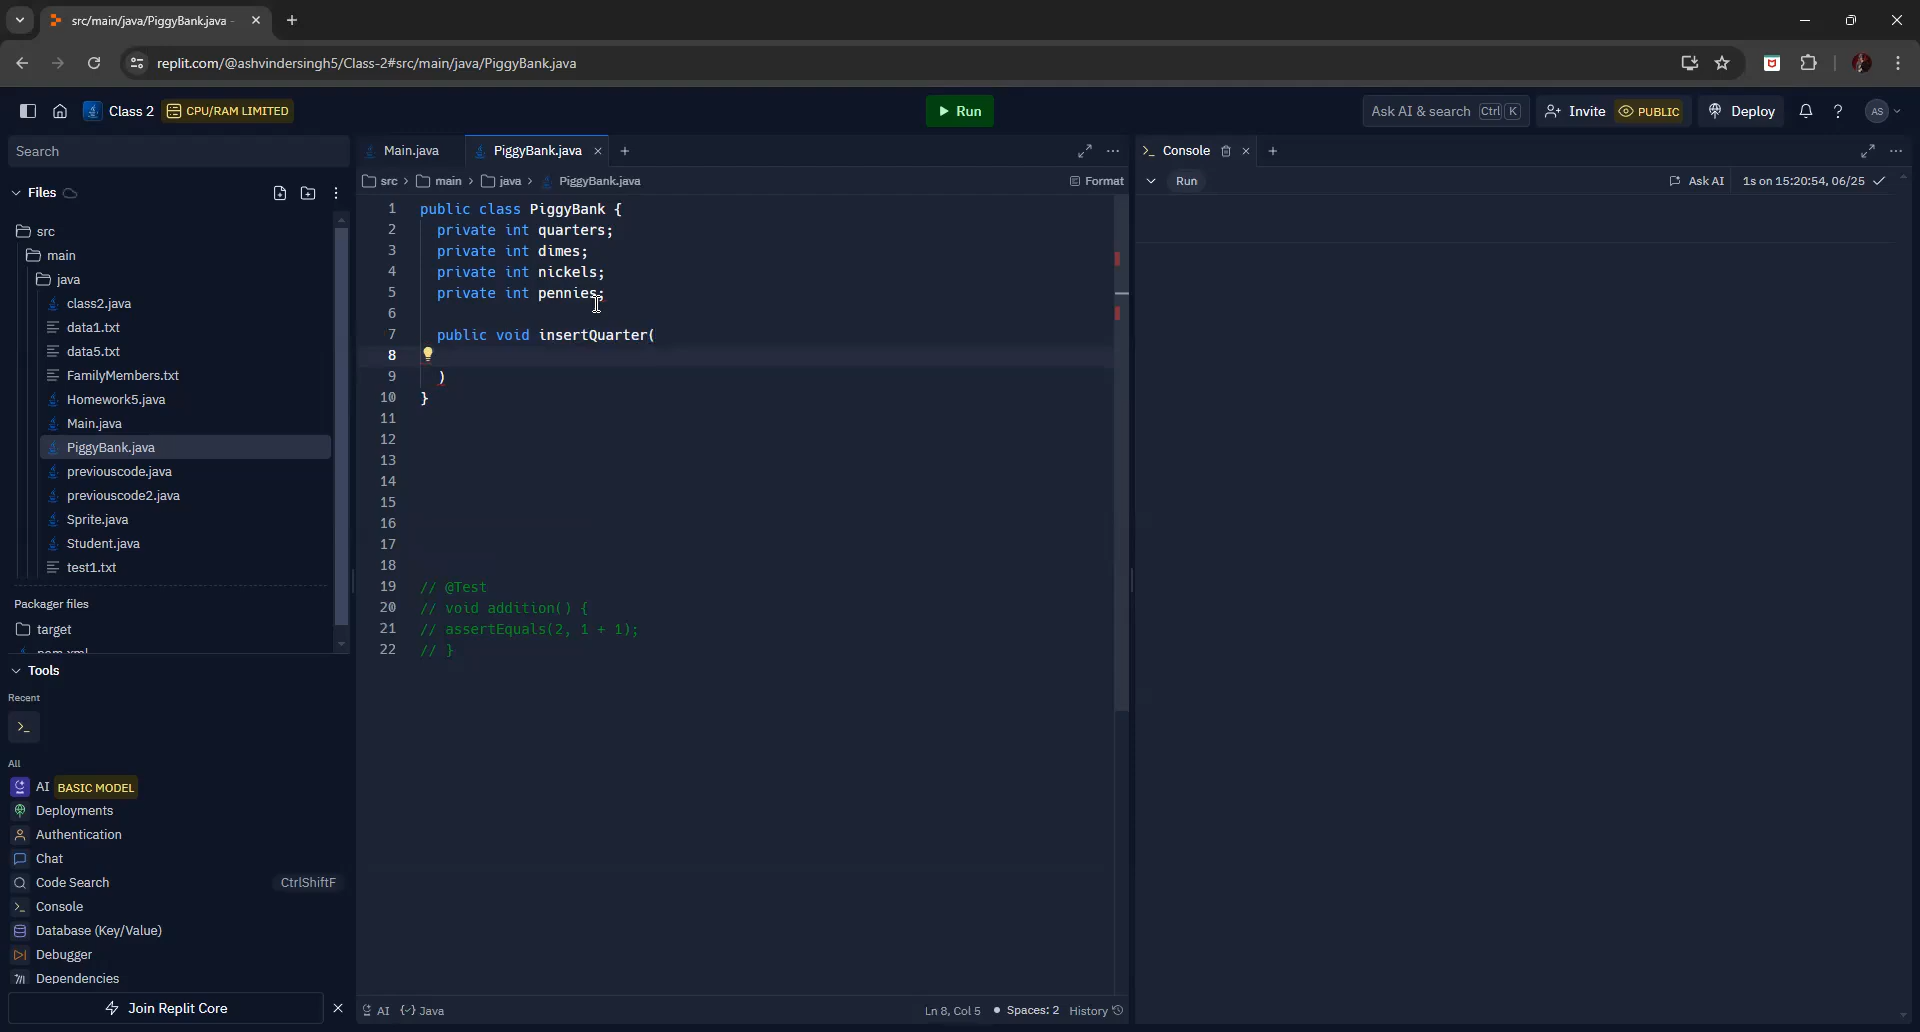 src/main/java/PiggyBank.java -
replit.com/@ashvindersingh5/Class-2#src/main/java/PiggyBank.java
Class 2 CPU/RAM LIMITED
Run
Ask AI & search Ctrl K
Invite PUBLIC
Deploy
AS
Search
Files
src
main
java
class2.java
data1.txt
data5.txt
FamilyMembers.txt
Homework5.java
Main.java
PiggyBank.java
previouscode.java
previouscode2.java
Sprite.java
Student.java
test1.txt
Packager files
target
pom.xml
Tools
Recent
All
AI BASIC MODEL
Deployments
Authentication
Chat
Code Search CtrlShiftF
Console
Database (Key/Value)
Debugger
Dependencies
Join Replit Core
Main.java
PiggyBank.java
src > main > java > PiggyBank.java
Format
1 public class PiggyBank {
2 private int quarters;
3 private int dimes;
4 private int nickels;
5 private int pennies;
6
7 public void insertQuarter(
8
9 )
10 }
11
12
13
14
15
16
17
18
19 // @Test
20 // void addition() {
21 // assertEquals(2, 1 + 1);
22 // }
AI Java
Ln 8, Col 5 Spaces: 2 History
Console
Run
Ask AI 1s on 15:20:54, 06/25